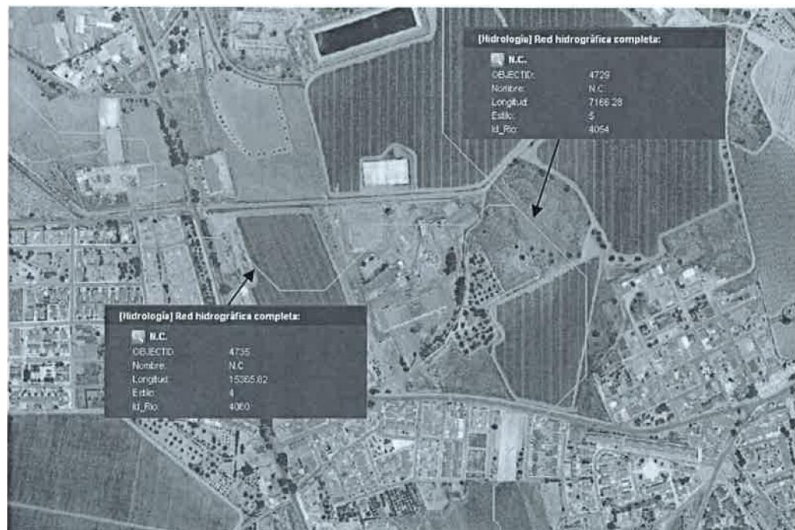 [Hidrología] Red hidrográfica completa:
N.C.
OBJECTID: 4729
Nombre: N.C
Longitud: 7166.28
Estilo: 5
Id_Rio: 4054
[Hidrología] Red hidrográfica completa:
N.C.
OBJECTID: 4735
Nombre: N.C
Longitud: 15365.82
Estilo: 4
Id_Rio: 4060